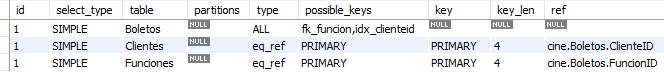 id select_type table partitions type possible_keys key key_len ref
1 SIMPLE Boletos NULL ALL fk_funcion,idx_clienteid NULL NULL NULL
1 SIMPLE Clientes NULL eq_ref PRIMARY PRIMARY 4 cine.Boletos.ClienteID
1 SIMPLE Funciones NULL eq_ref PRIMARY PRIMARY 4 cine.Boletos.FuncionID